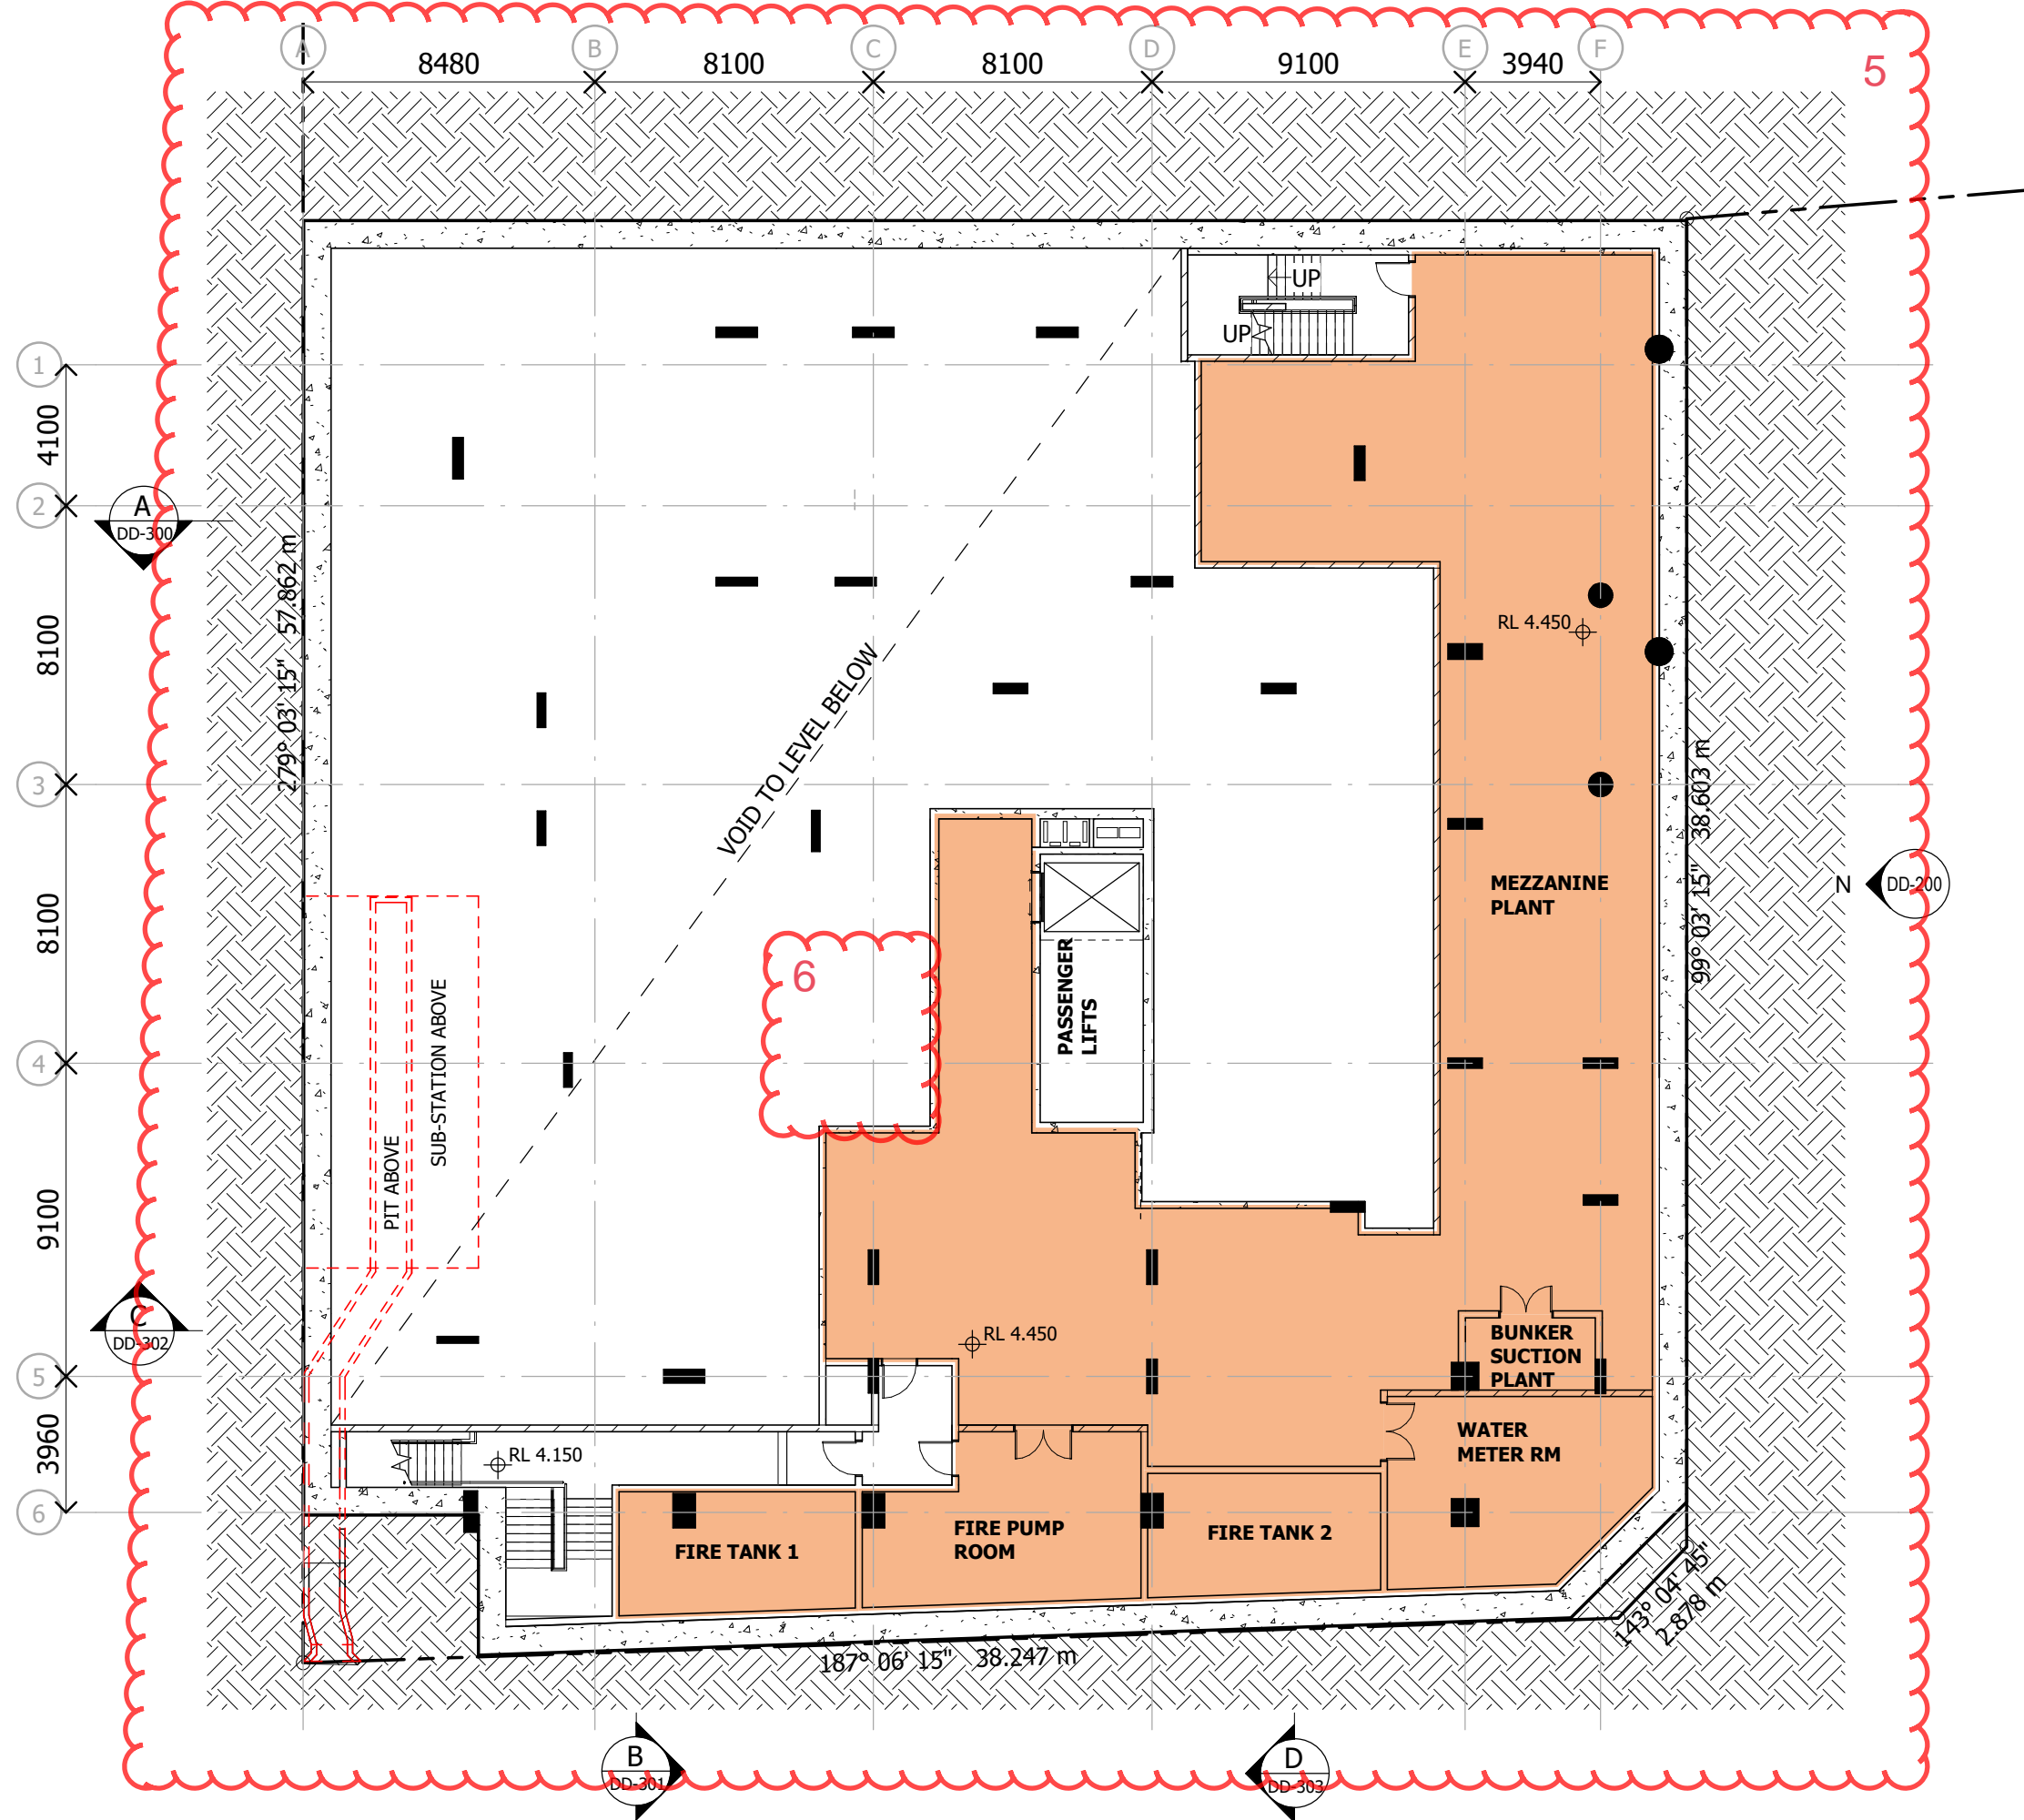 A B C D E F
8480 8100 8100 9100 3940
5
UP
UP
1
4100
2
A
DD-300
8100
279° 03' 15"   57.862 m
RL 4.450
VOID TO LEVEL BELOW
3
99° 03' 15"   38.603 m
MEZZANINE
PLANT
N
DD-200
8100
6
PASSENGER
LIFTS
SUB-STATION ABOVE
PIT ABOVE
4
9100
C
DD-302
RL 4.450
BUNKER
SUCTION
PLANT
5
WATER
METER RM
3960
RL 4.150
6
FIRE TANK 1
FIRE PUMP
ROOM
FIRE TANK 2
143° 04' 45"
2.878 m
187° 06' 15"   38.247 m
B
DD-301
D
DD-303